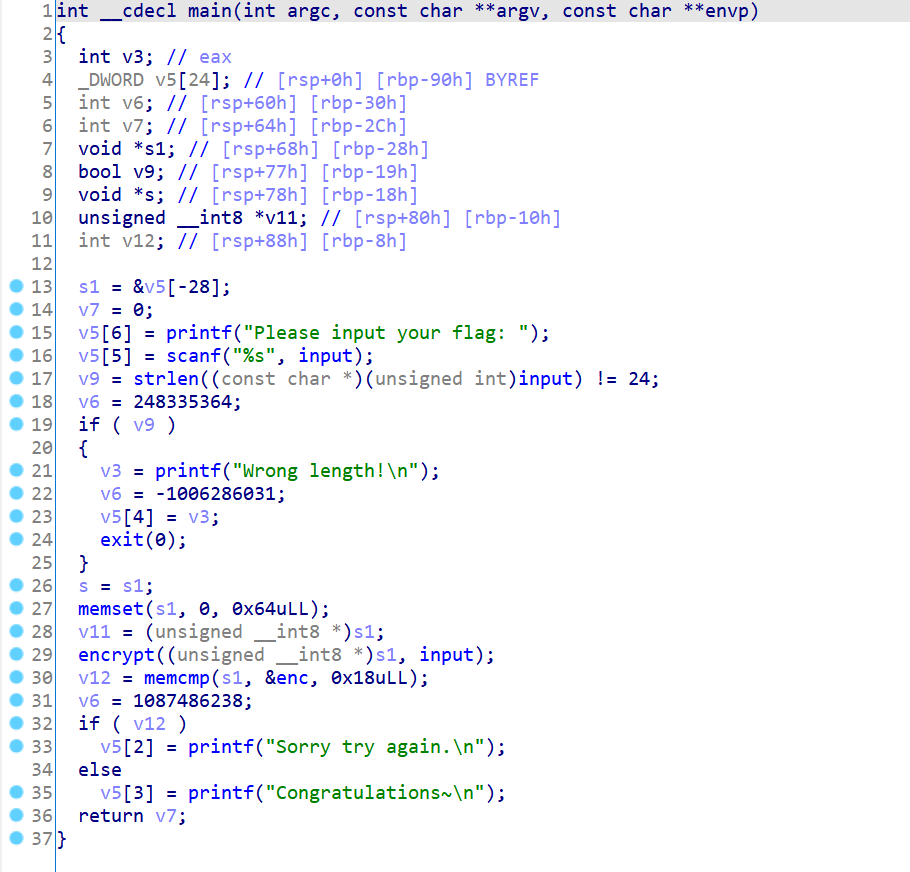 1 int __cdecl main(int argc, const char **argv, const char **envp)
2 {
3   int v3; // eax
4   _DWORD v5[24]; // [rsp+0h] [rbp-90h] BYREF
5   int v6; // [rsp+60h] [rbp-30h]
6   int v7; // [rsp+64h] [rbp-2Ch]
7   void *s1; // [rsp+68h] [rbp-28h]
8   bool v9; // [rsp+77h] [rbp-19h]
9   void *s; // [rsp+78h] [rbp-18h]
10   unsigned __int8 *v11; // [rsp+80h] [rbp-10h]
11   int v12; // [rsp+88h] [rbp-8h]
12
13   s1 = &v5[-28];
14   v7 = 0;
15   v5[6] = printf("Please input your flag: ");
16   v5[5] = scanf("%s", input);
17   v9 = strlen((const char *)(unsigned int)input) != 24;
18   v6 = 248335364;
19   if ( v9 )
20   {
21     v3 = printf("Wrong length!\n");
22     v6 = -1006286031;
23     v5[4] = v3;
24     exit(0);
25   }
26   s = s1;
27   memset(s1, 0, 0x64uLL);
28   v11 = (unsigned __int8 *)s1;
29   encrypt((unsigned __int8 *)s1, input);
30   v12 = memcmp(s1, &enc, 0x18uLL);
31   v6 = 1087486238;
32   if ( v12 )
33     v5[2] = printf("Sorry try again.\n");
34   else
35     v5[3] = printf("Congratulations~\n");
36   return v7;
37 }